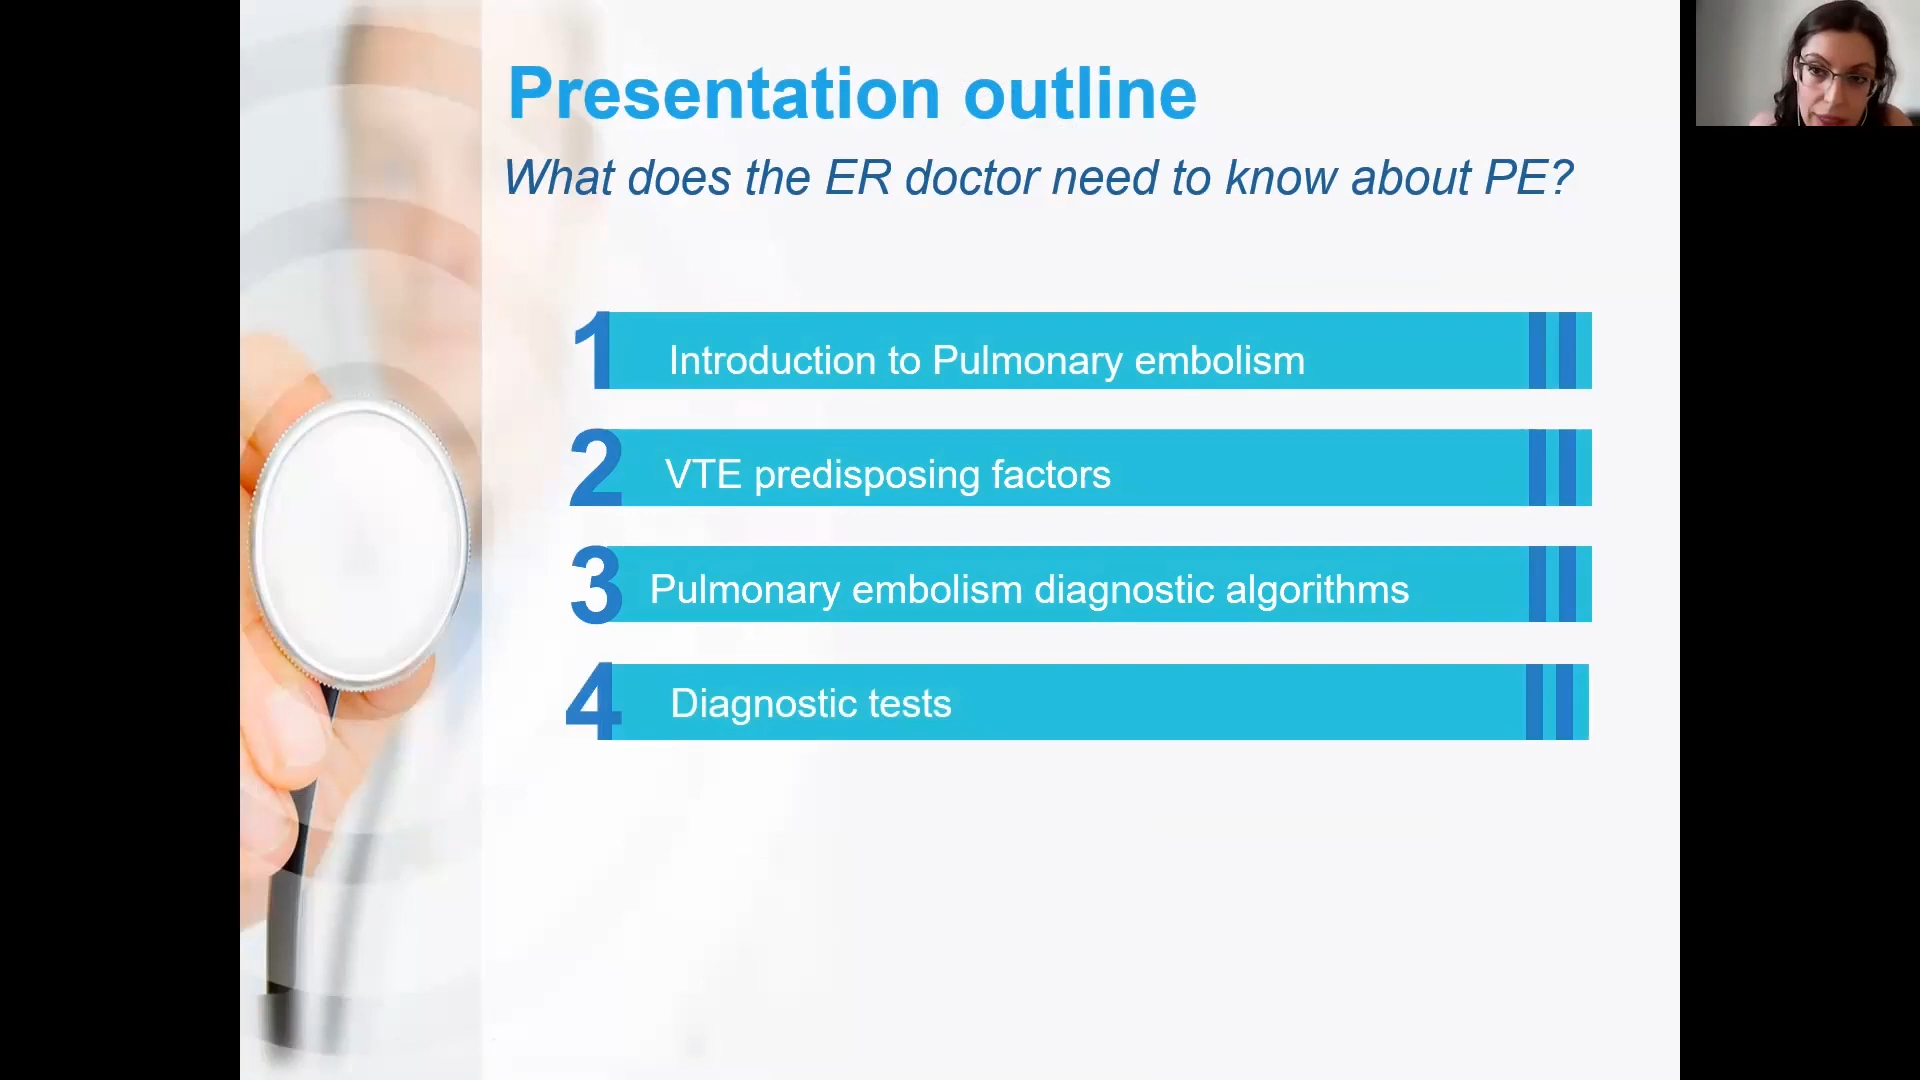 Presentation outline
What does the ER doctor need to know about PE?
1 Introduction to Pulmonary embolism
2 VTE predisposing factors
3 Pulmonary embolism diagnostic algorithms
4 Diagnostic tests